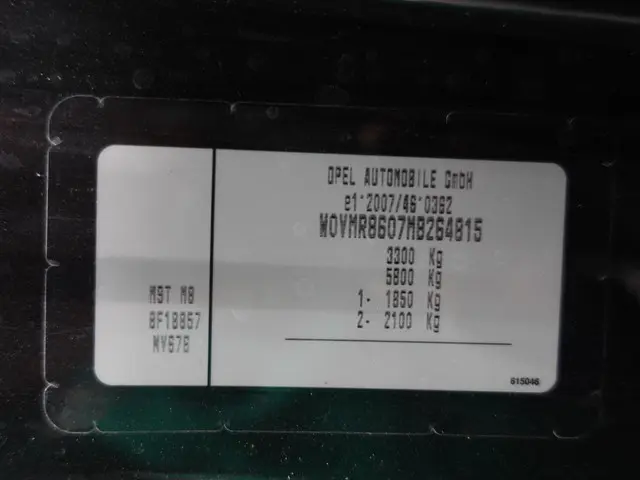 OPEL AUTOMOBILE GmbH
e1*2007/46*0362
W0VMR8607MB264815
3300 Kg
5800 Kg
1- 1850 Kg
2- 2100 Kg
M9T M8
8F18857
MV678
815046